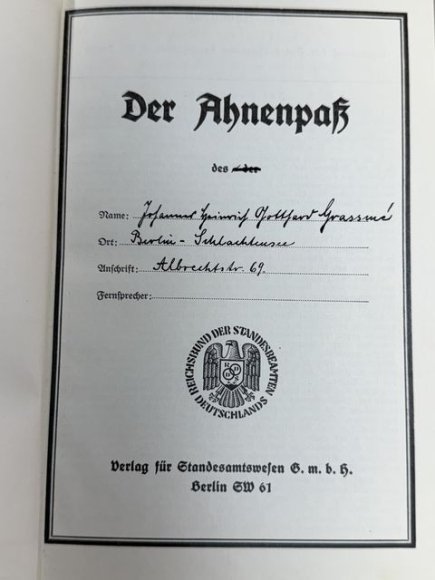 Der Ahnenpaß
des / der
Name: Johannes Heinrich Gotthard Grassmé
Ort: Berlin - Schlachtensee
Anschrift: Albrechtstr. 69.
Fernsprecher:
REICHSBUND DER STANDESBEAMTEN DEUTSCHLANDS
Verlag für Standesamtswesen G. m. b. H.
Berlin SW 61